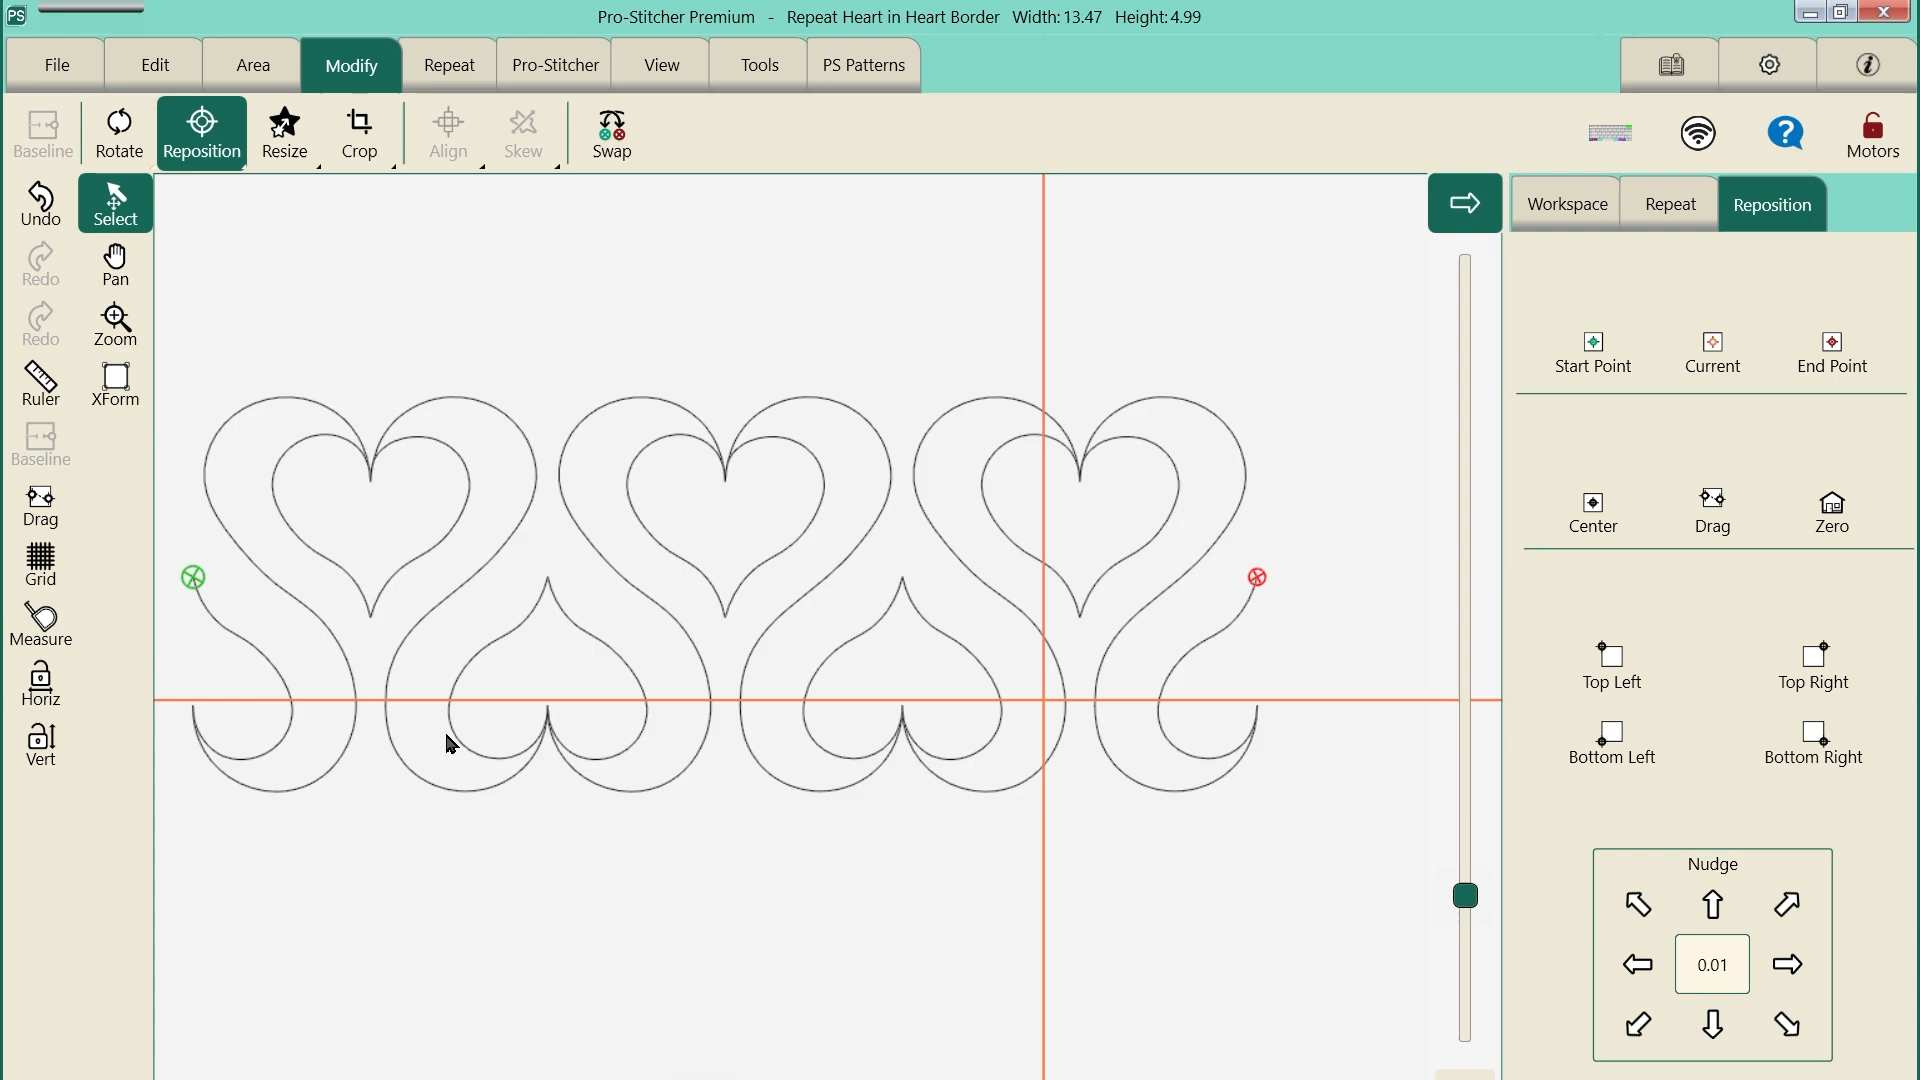 PS
Pro-Stitcher Premium - Repeat Heart in Heart Border Width: 13.47 Height: 4.99
File Edit Area Modify Repeat Pro-Stitcher View Tools PS Patterns
Baseline Rotate Reposition Resize Crop Align Skew Swap Motors
Undo Select
Redo Pan
Redo Zoom
Ruler XForm
Baseline
Drag
Grid
Measure
Horiz
Vert
Workspace Repeat Reposition
Start Point Current End Point
Center Drag Zero
Top Left Top Right
Bottom Left Bottom Right
Nudge
0.01